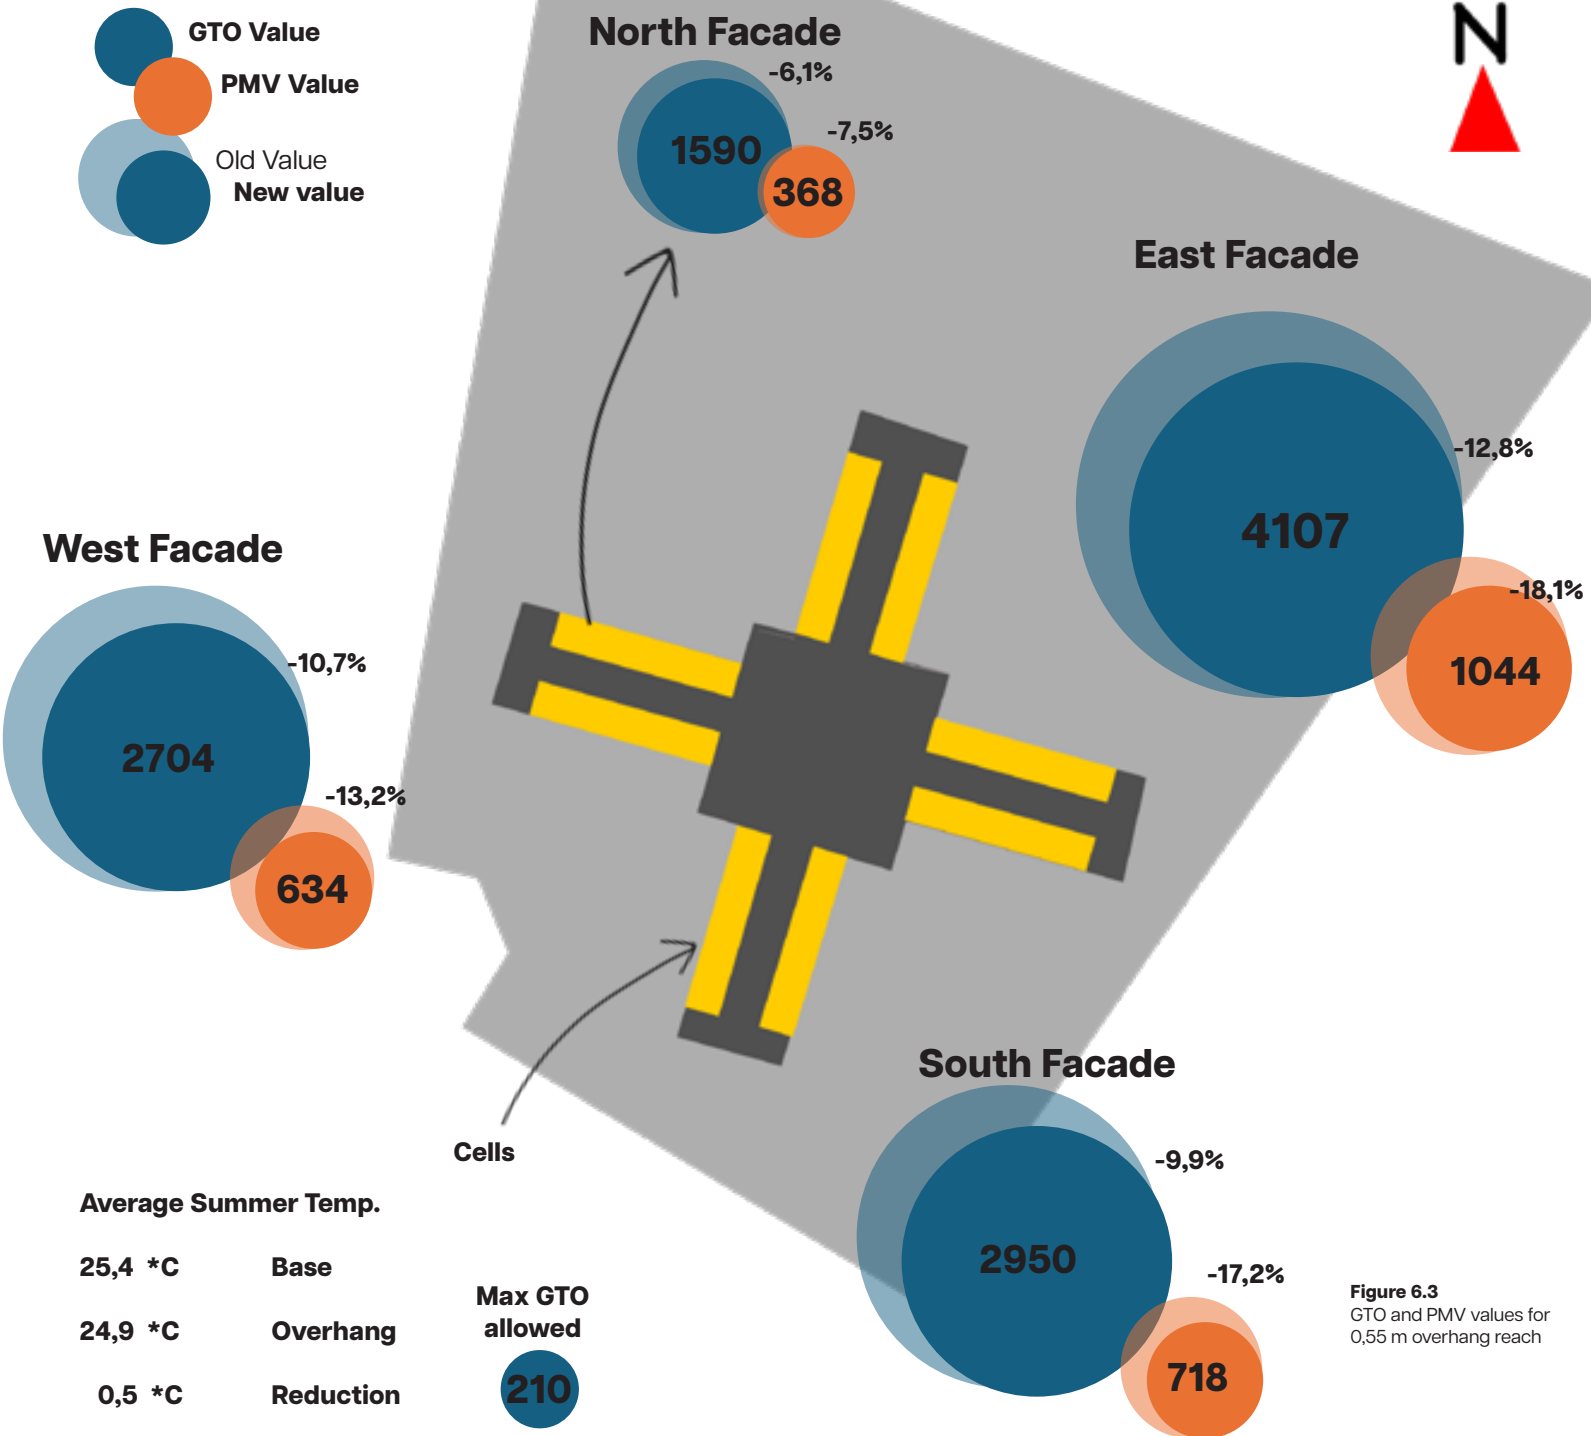 GTO Value
PMV Value
Old Value
New value
North Facade
-6,1%
1590
-7,5%
368
N
East Facade
-12,8%
4107
-18,1%
1044
West Facade
-10,7%
2704
-13,2%
634
Cells
South Facade
-9,9%
2950
-17,2%
718
Average Summer Temp.
25,4 *C Base
24,9 *C Overhang
0,5 *C Reduction
Max GTO
allowed
210
Figure 6.3
GTO and PMV values for
0,55 m overhang reach